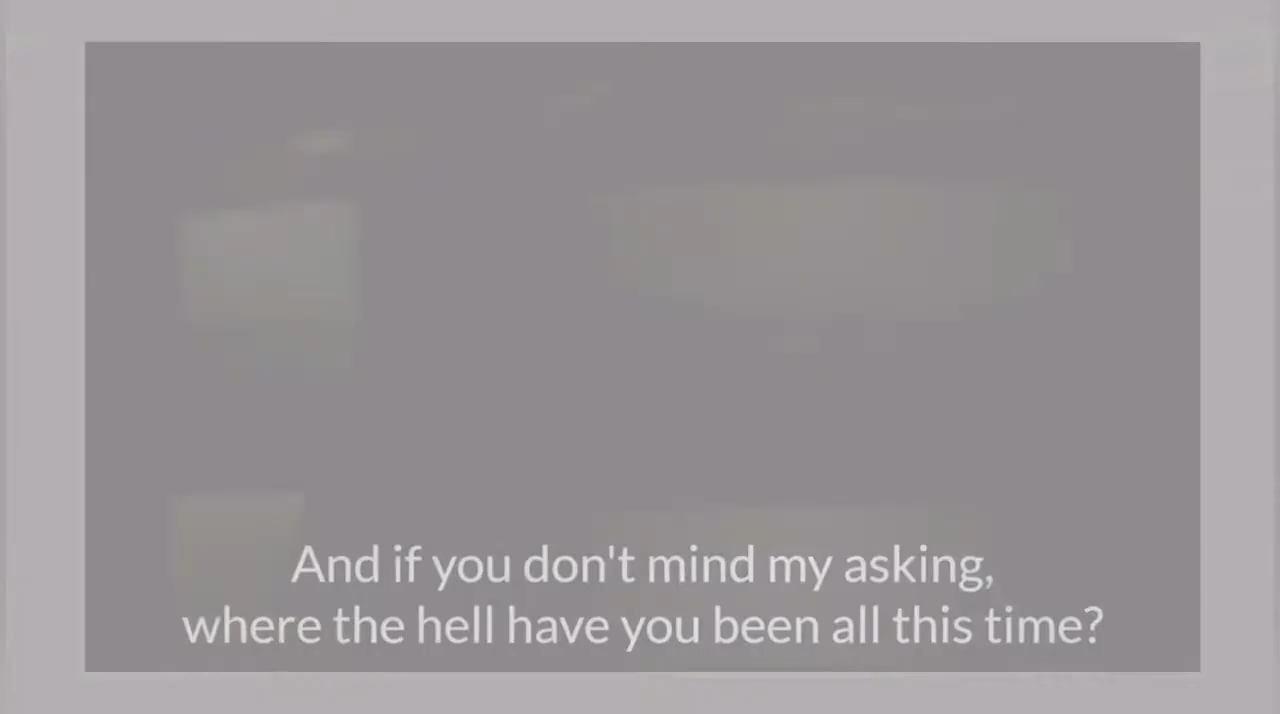 And if you don't mind my asking,
where the hell have you been all this time?